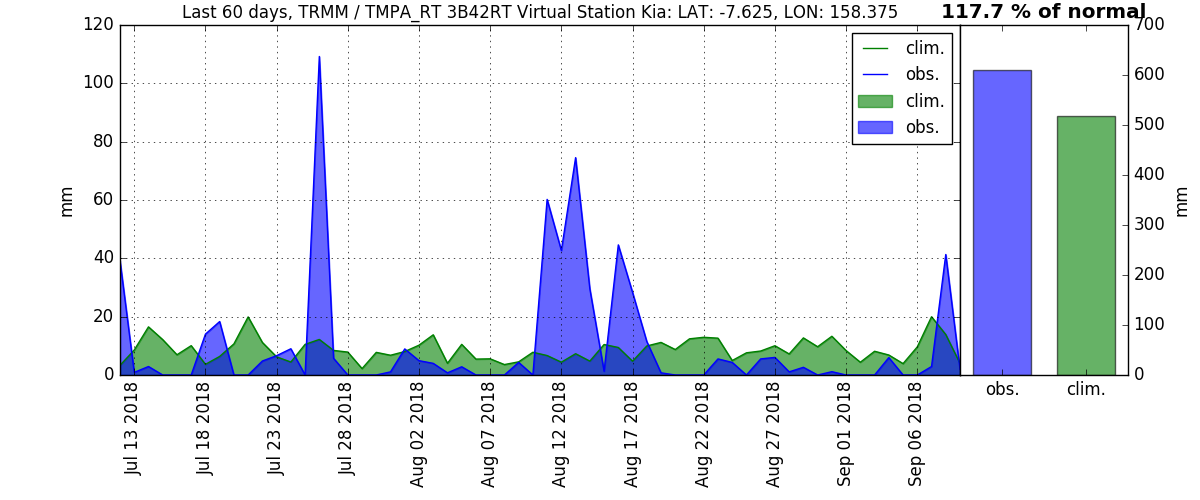 Last 60 days, TRMM / TMPA_RT 3B42RT Virtual Station Kia: LAT: -7.625, LON: 158.375
117.7 % of normal
120
100
80
60
40
20
0
mm
clim.
obs.
clim.
obs.
700
600
500
400
300
200
100
0
mm
Jul 13 2018
Jul 18 2018
Jul 23 2018
Jul 28 2018
Aug 02 2018
Aug 07 2018
Aug 12 2018
Aug 17 2018
Aug 22 2018
Aug 27 2018
Sep 01 2018
Sep 06 2018
obs.
clim.